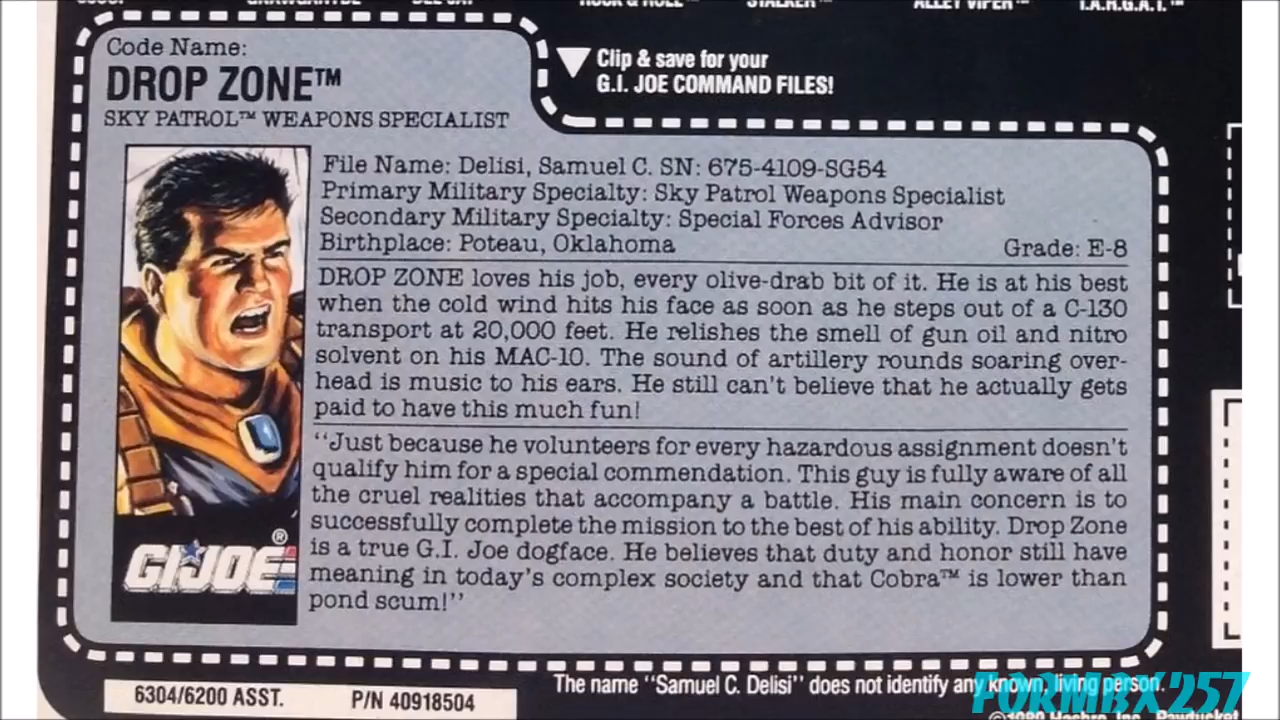 ROCK & ROLL™ STALKER™ ALLEY VIPER™ T.A.R.G.A.T.™
Code Name:
DROP ZONE™
SKY PATROL™ WEAPONS SPECIALIST
Clip & save for your
G.I. JOE COMMAND FILES!
File Name: Delisi, Samuel C. SN: 675-4109-SG54
Primary Military Specialty: Sky Patrol Weapons Specialist
Secondary Military Specialty: Special Forces Advisor
Birthplace: Poteau, Oklahoma Grade: E-8
DROP ZONE loves his job, every olive-drab bit of it. He is at his best
when the cold wind hits his face as soon as he steps out of a C-130
transport at 20,000 feet. He relishes the smell of gun oil and nitro
solvent on his MAC-10. The sound of artillery rounds soaring over-
head is music to his ears. He still can't believe that he actually gets
paid to have this much fun!
"Just because he volunteers for every hazardous assignment doesn't
qualify him for a special commendation. This guy is fully aware of all
the cruel realities that accompany a battle. His main concern is to
successfully complete the mission to the best of his ability. Drop Zone
is a true G.I. Joe dogface. He believes that duty and honor still have
meaning in today's complex society and that Cobra™ is lower than
pond scum!"
G.I. JOE®
6304/6200 ASST. P/N 40918504
The name "Samuel C. Delisi" does not identify any known, living person.
FORMBX257